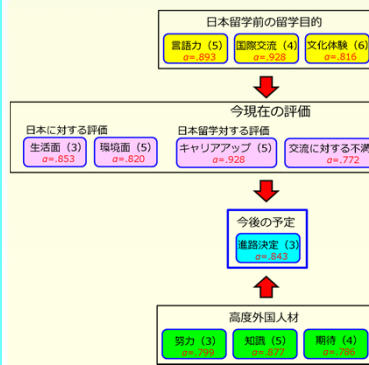 日本留学前の留学目的
言語力（5） 国際交流（4） 文化体験（6）
α=.893 α=.928 α=.816
今現在の評価
日本に対する評価 日本留学対する評価
生活面（3） 環境面（5） キャリアアップ（5） 交流に対する不満
α=.853 α=.820 α=.928 α=.772
今後の予定
進路決定（3）
α=.843
高度外国人材
努力（3） 知識（5） 期待（4）
α=.799 α=.877 α=.786